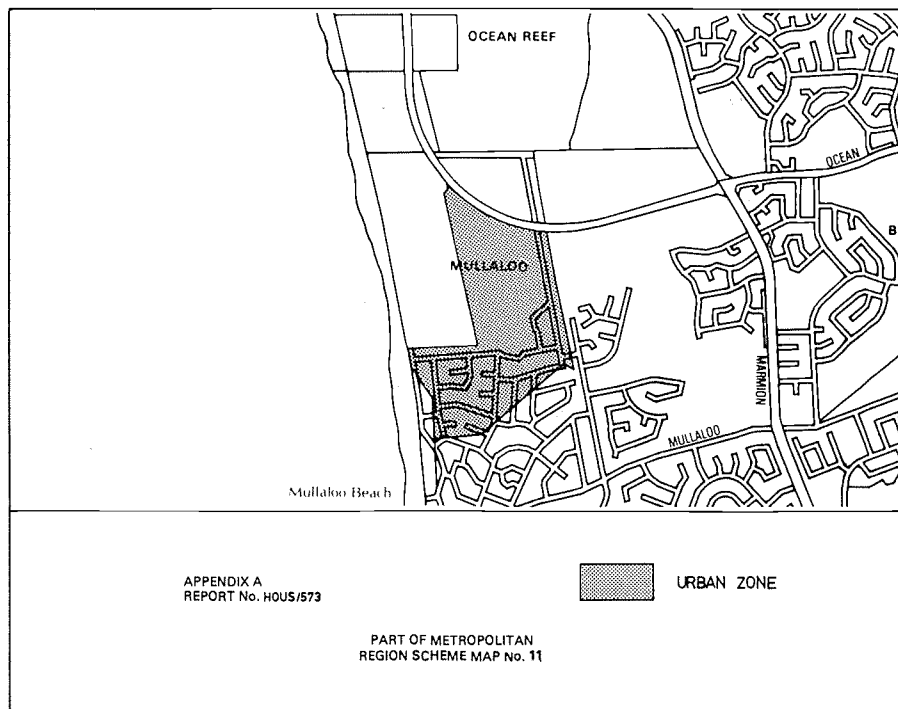 OCEAN REEF
OCEAN
B
MULLALOO
MARMION
MULLALOO
Mullaloo Beach
APPENDIX A
REPORT No. HOUS/573
URBAN ZONE
PART OF METROPOLITAN
REGION SCHEME MAP No. 11